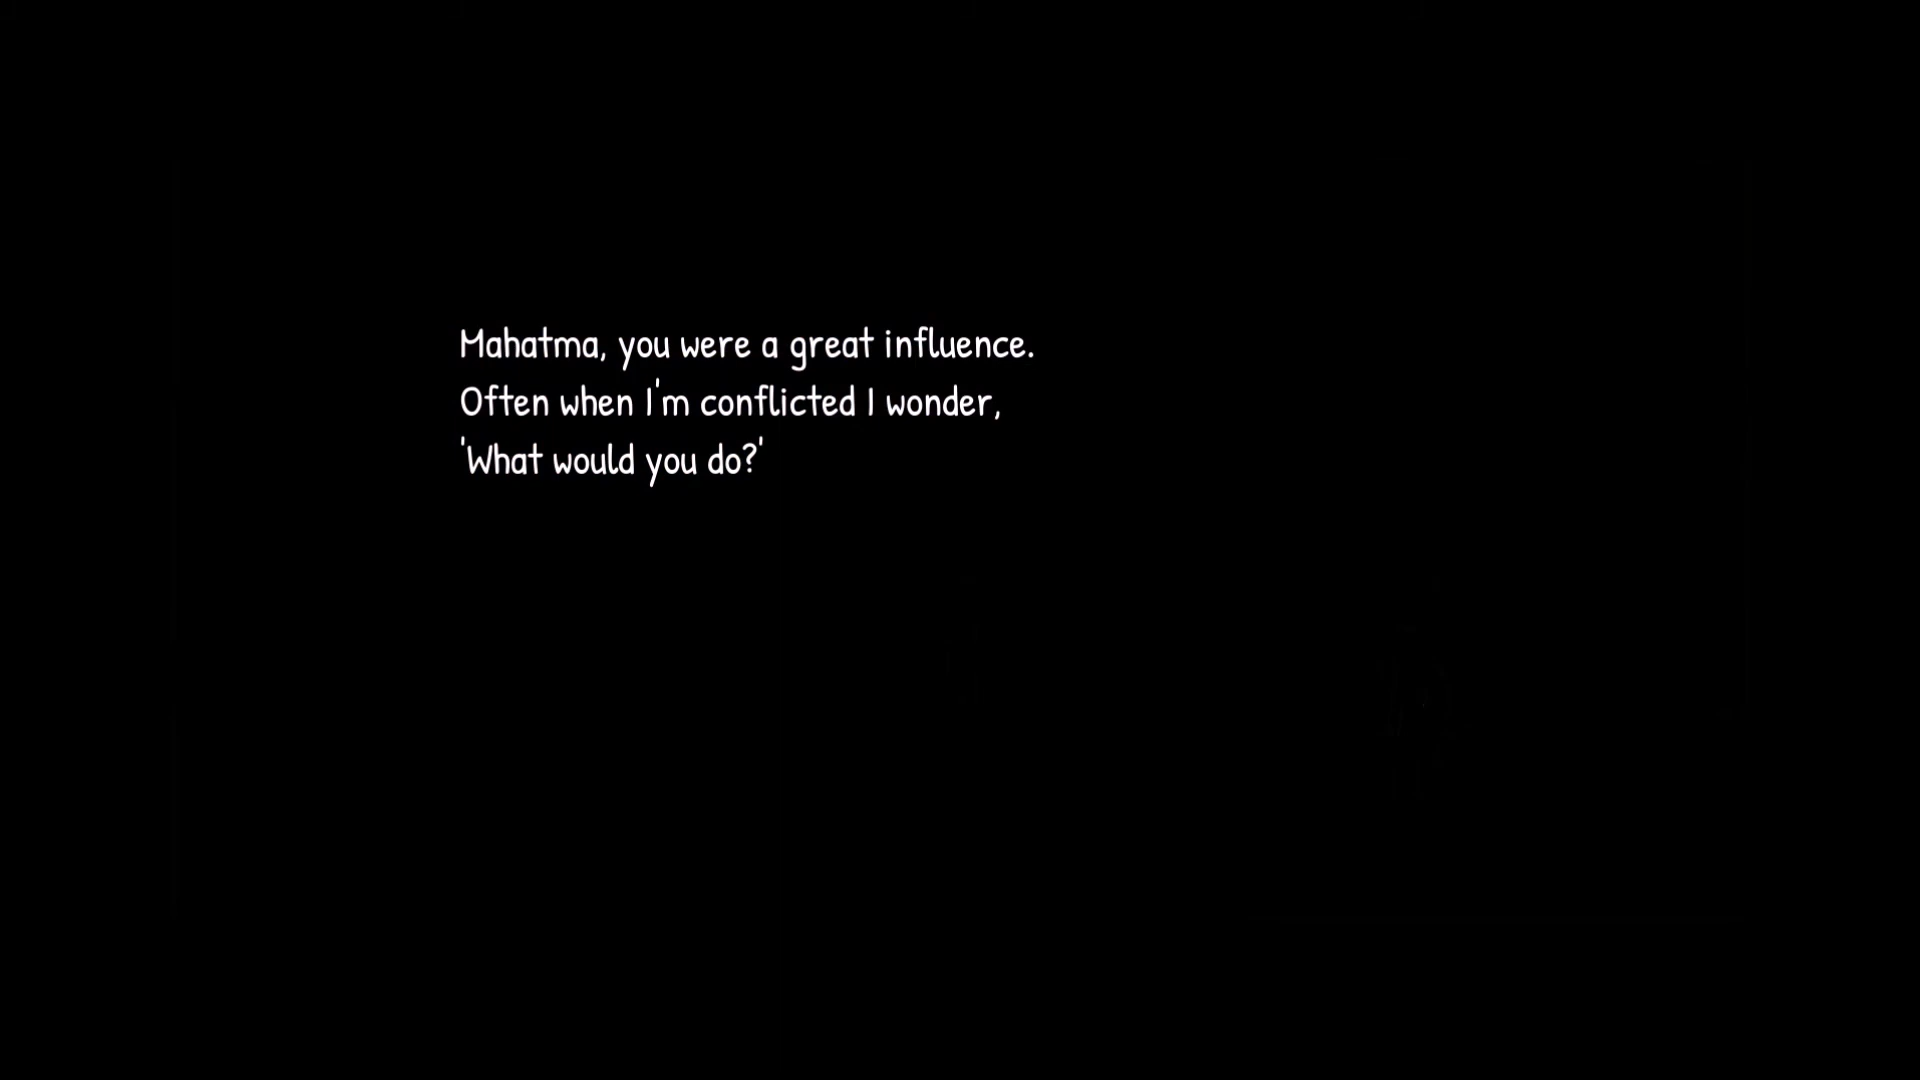 Mahatma, you were a great influence.
Often when I'm conflicted I wonder,
'What would you do?'